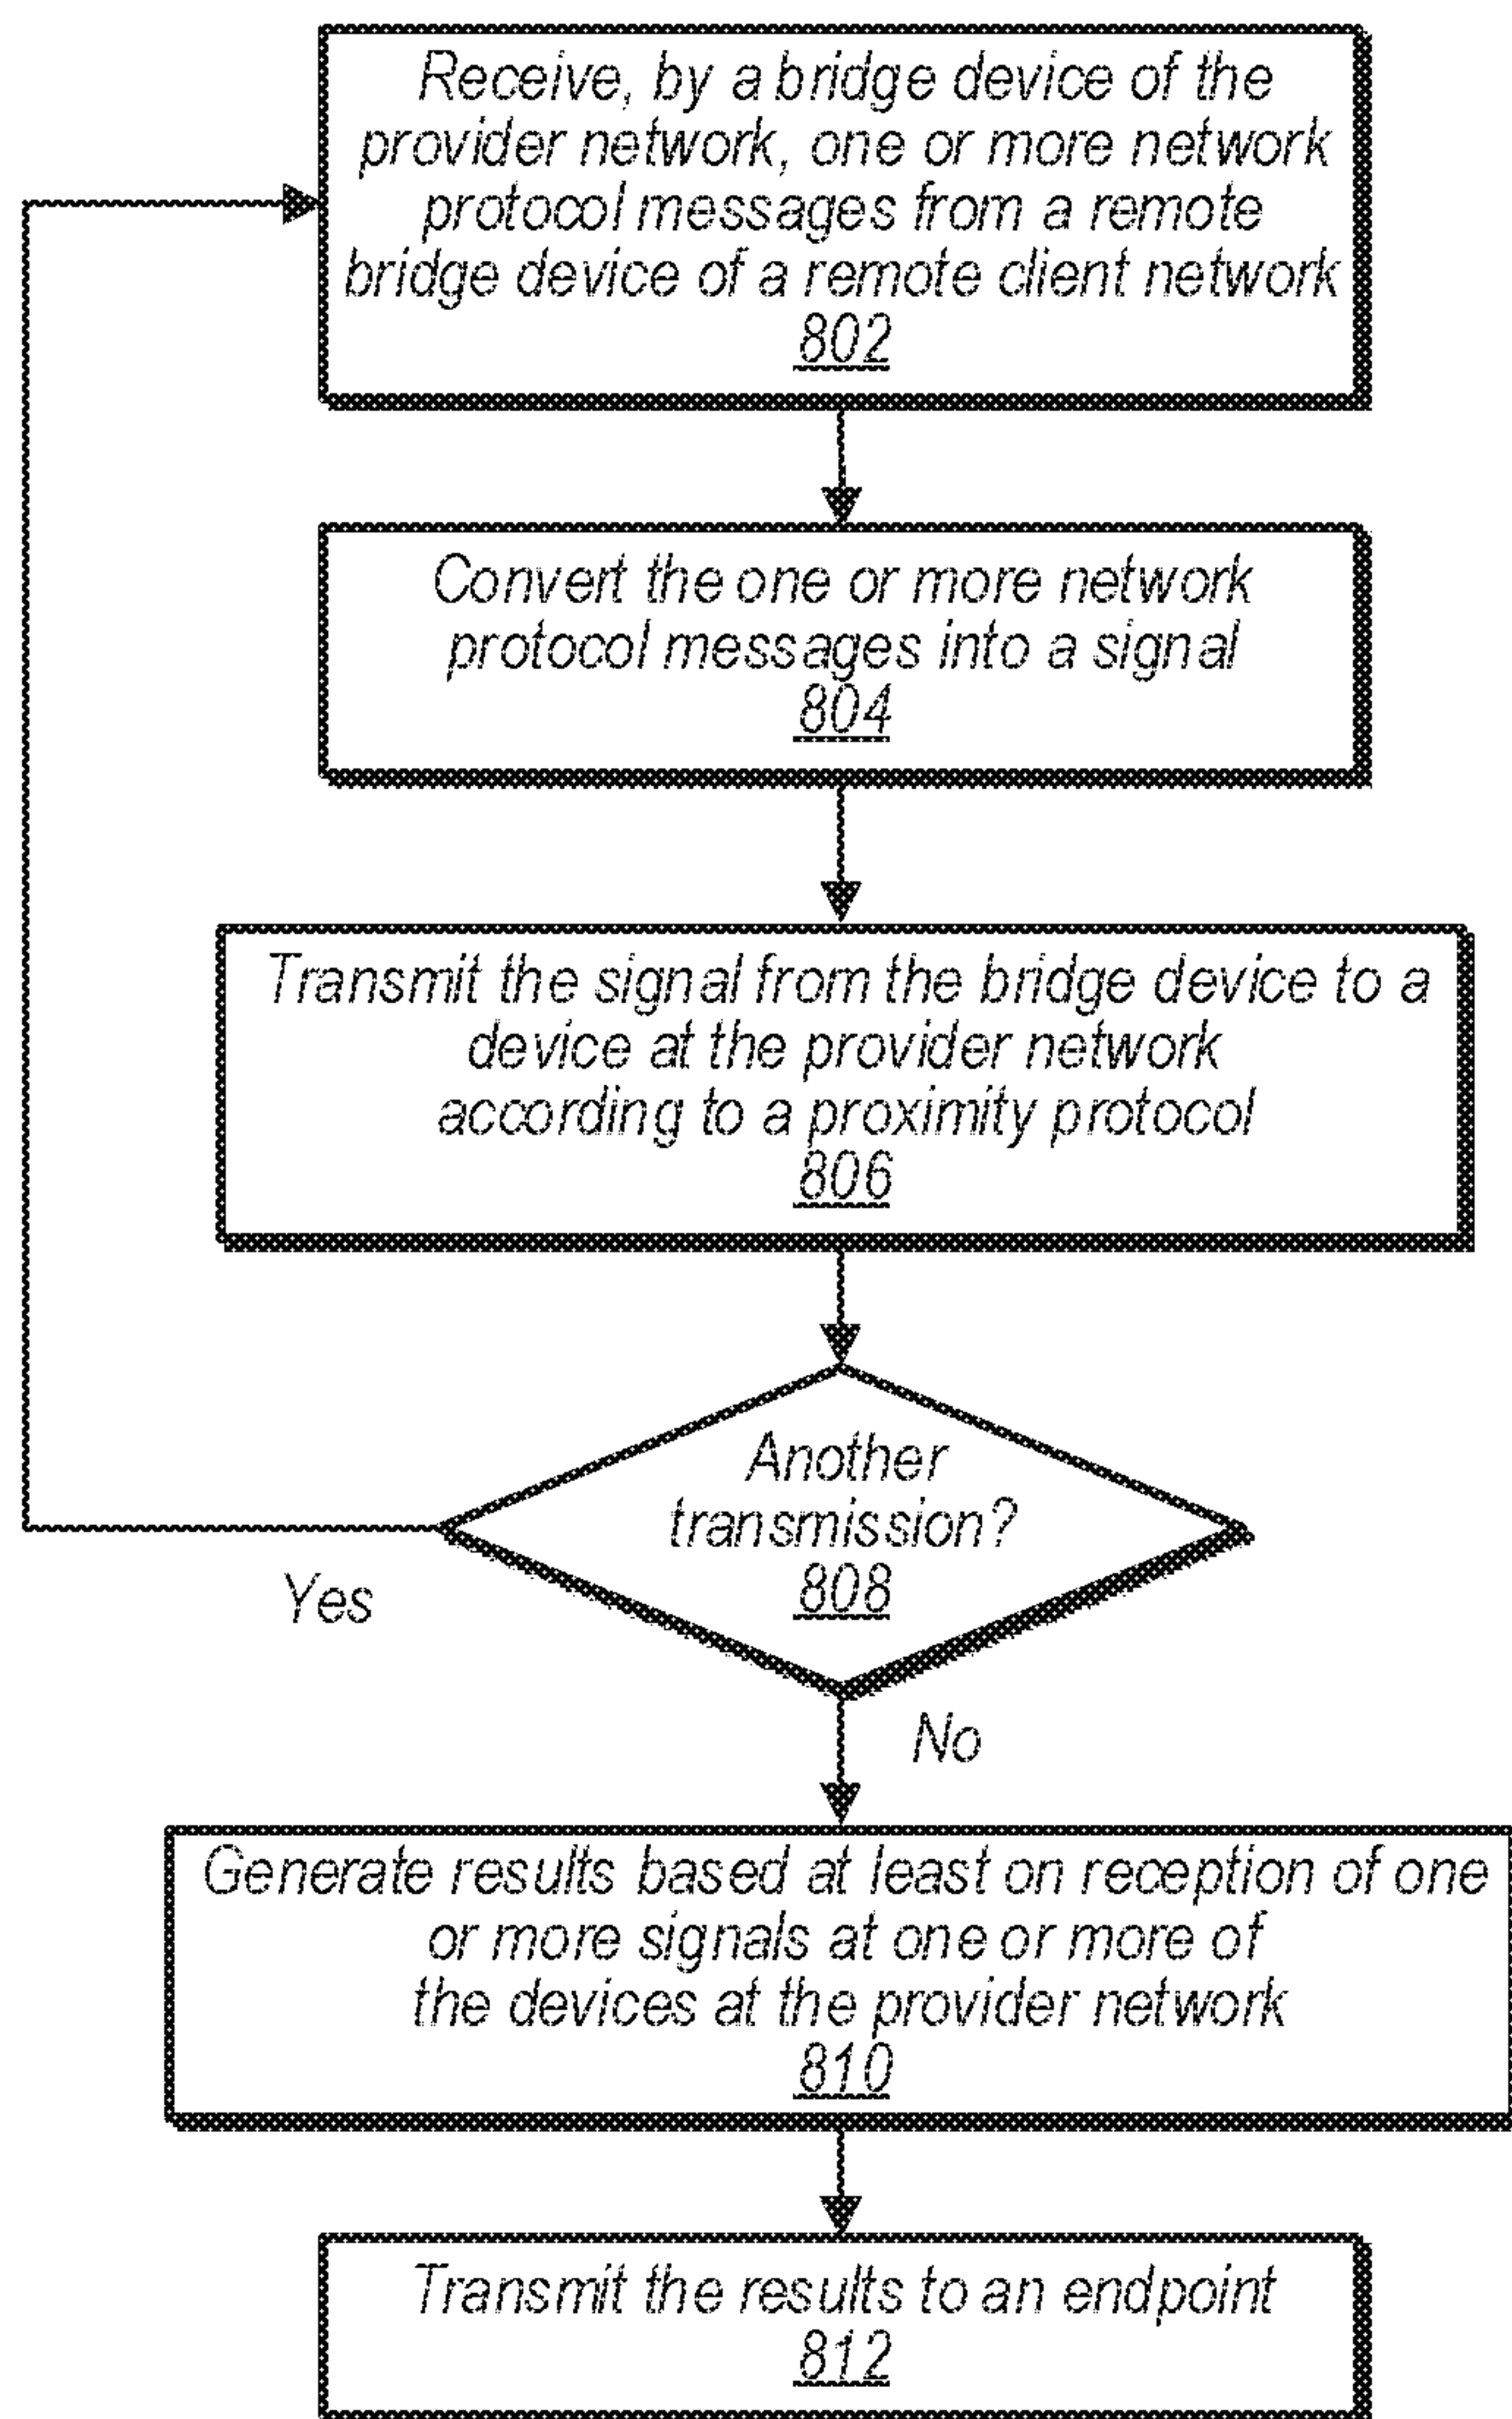 Receive, by a bridge device of the
provider network, one or more network
protocol messages from a remote
bridge device of a remote client network
802
Convert the one or more network
protocol messages into a signal
804
Transmit the signal from the bridge device to a
device at the provider network
according to a proximity protocol
806
Another
transmission?
808
Yes
No
Generate results based at least on reception of one
or more signals at one or more of
the devices at the provider network
810
Transmit the results to an endpoint
812